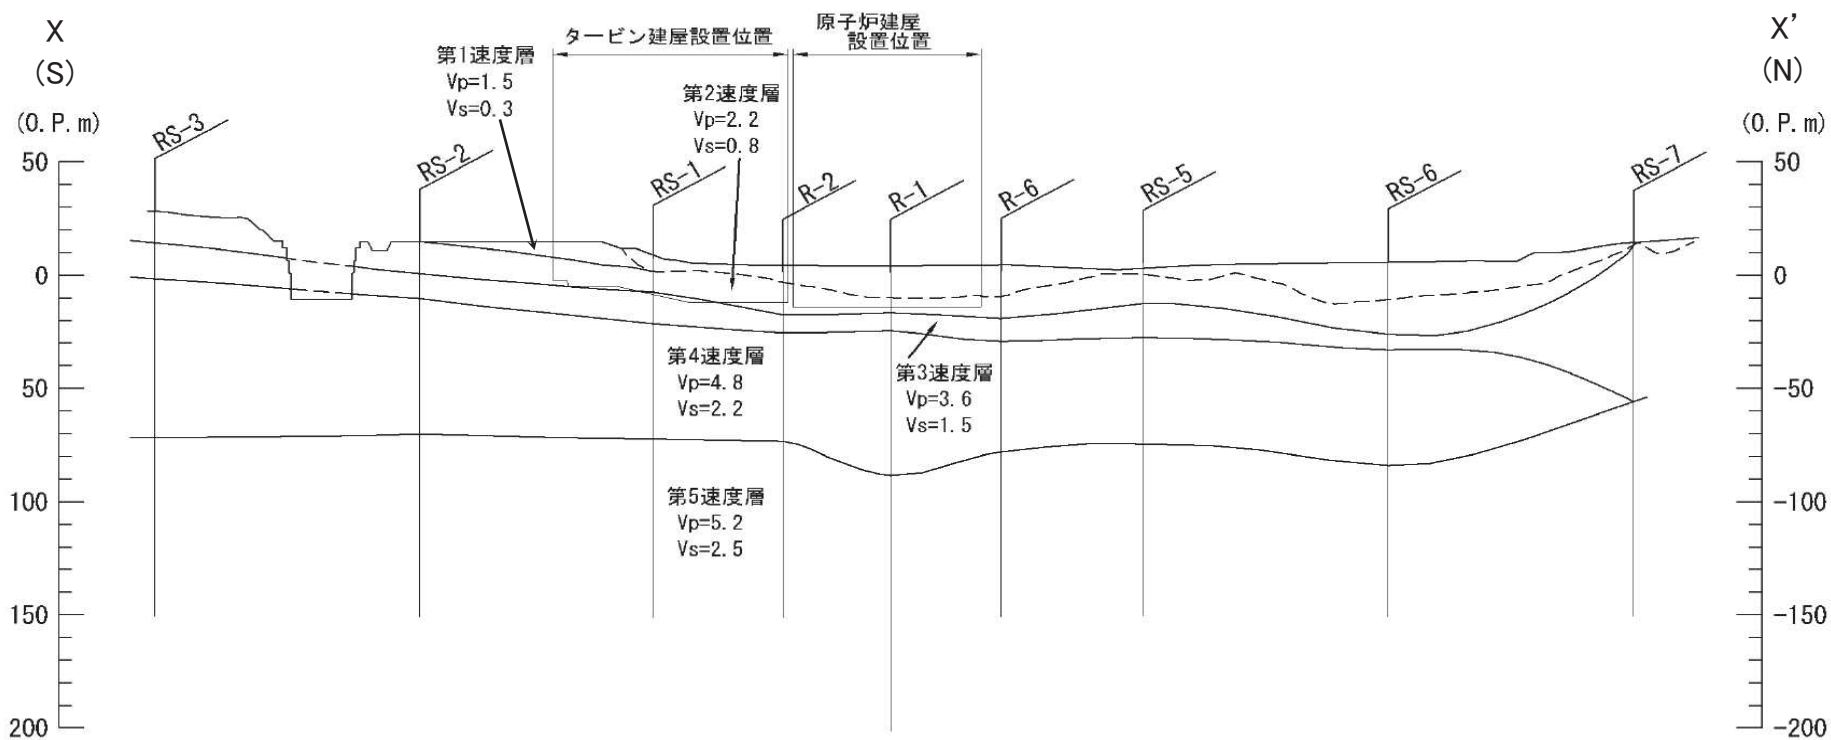 X
(S)
(O.P.m)
50
0
50
100
150
200
RS-3
RS-2
第1速度層
Vp=1.5
Vs=0.3
タービン建屋設置位置
原子炉建屋
設置位置
第2速度層
Vp=2.2
Vs=0.8
RS-1
R-2
R-1
R-6
RS-5
RS-6
RS-7
第3速度層
Vp=3.6
Vs=1.5
第4速度層
Vp=4.8
Vs=2.2
第5速度層
Vp=5.2
Vs=2.5
X’
(N)
(O.P.m)
50
0
-50
-100
-150
-200